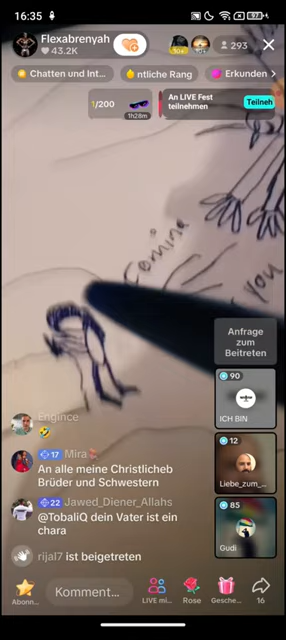 16:35
97
Flexabrenyah
43.2K
293
Chatten und Int...
ntliche Rang
Erkunden
1/200
1h28m
An LIVE Fest
teilnehmen
Teilneh
Coming
you
Anfrage
zum
Beitreten
90
ICH BIN
12
Liebe_zum_...
85
Gudi
Engince
🤣
17 Mira
An alle meine Christlicheb
Brüder und Schwestern
22 Jawed_Diener_Allahs
@TobaliQ dein Vater ist ein
chara
rijal7 ist beigetreten
Abonn...
Komment...
LIVE mi...
Rose
Gesche...
16